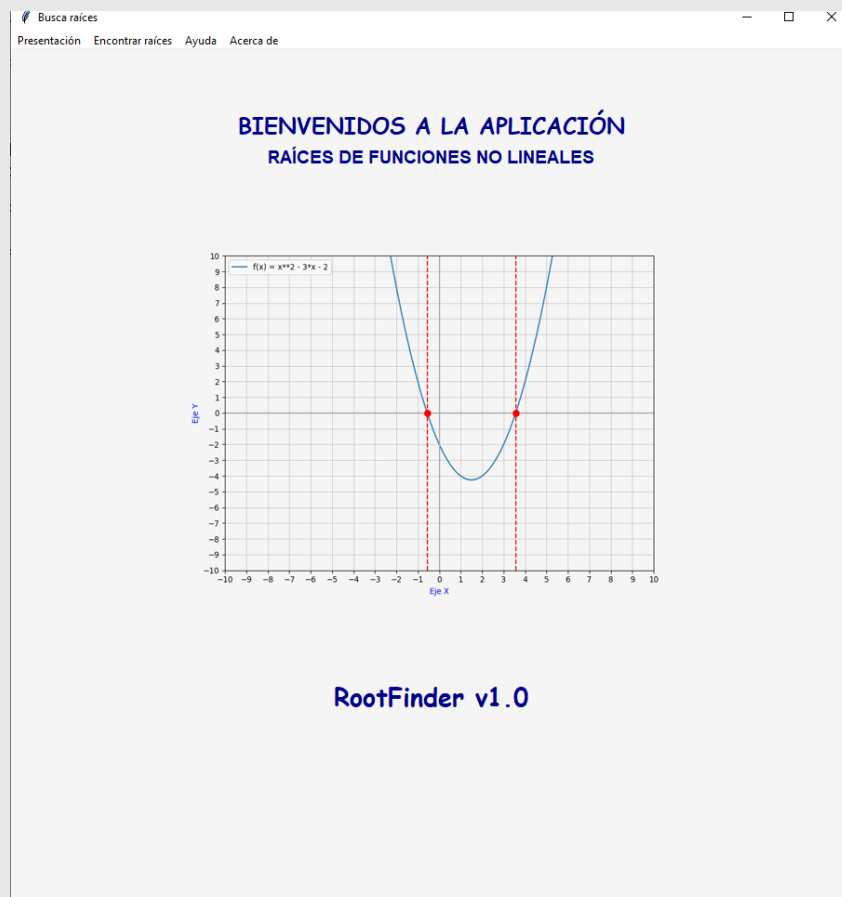 Busca raíces
Presentación Encontrar raíces Ayuda Acerca de
BIENVENIDOS A LA APLICACIÓN
RAÍCES DE FUNCIONES NO LINEALES
f(x) = x**2 - 3*x - 2
10
9
8
7
6
5
4
3
2
1
0
−1
−2
−3
−4
−5
−6
−7
−8
−9
−10
Eje Y
−10 −9 −8 −7 −6 −5 −4 −3 −2 −1 0 1 2 3 4 5 6 7 8 9 10
Eje X
RootFinder v1.0